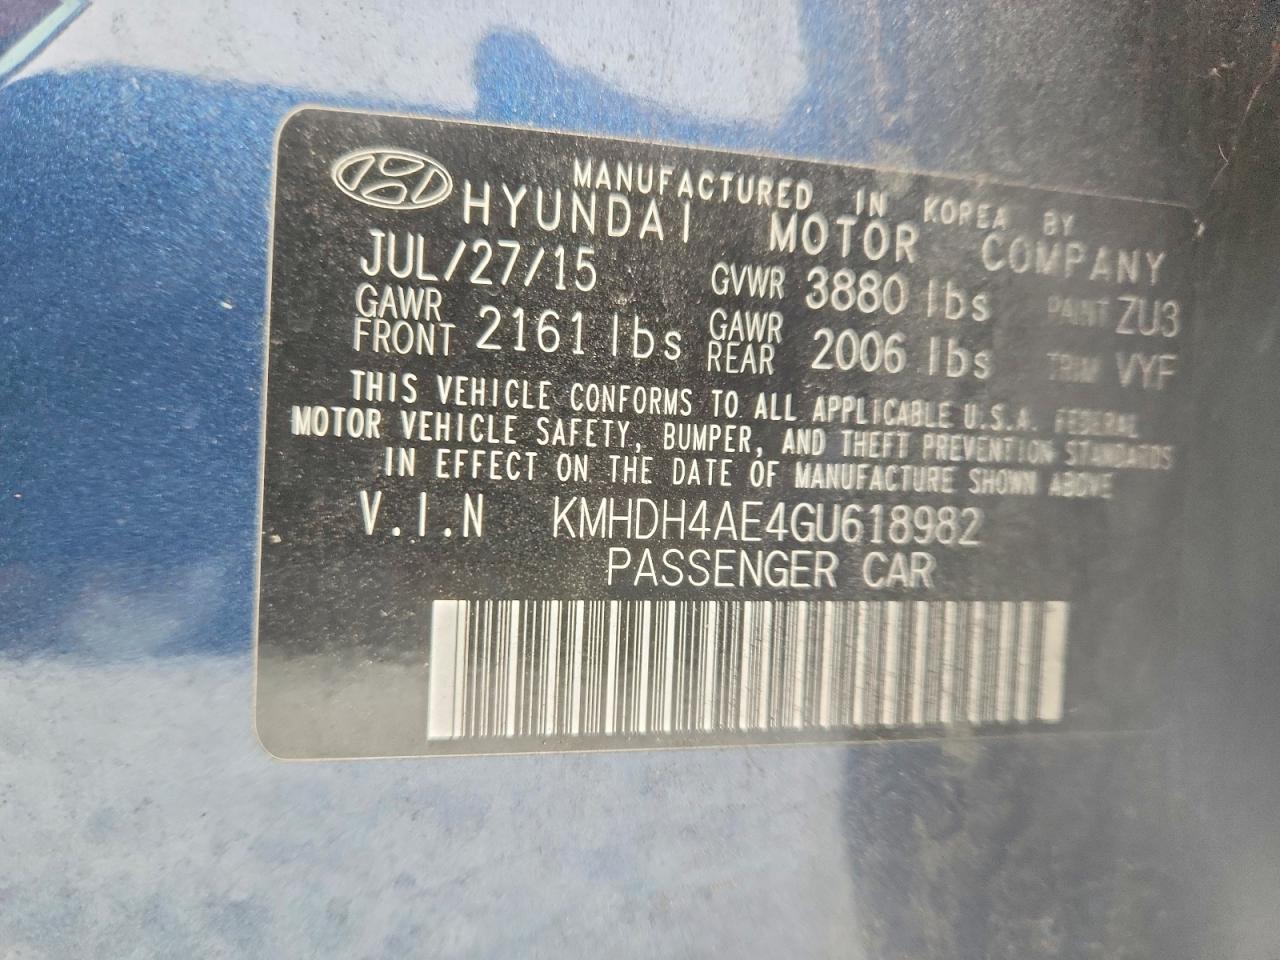 MANUFACTURED IN KOREA BY
HYUNDAI MOTOR COMPANY
JUL/27/15 GVWR 3880 lbs PAINT ZU3
GAWR FRONT 2161 lbs GAWR REAR 2006 lbs TRIM VYF
THIS VEHICLE CONFORMS TO ALL APPLICABLE U.S.A. FEDERAL
MOTOR VEHICLE SAFETY, BUMPER, AND THEFT PREVENTION STANDARDS
IN EFFECT ON THE DATE OF MANUFACTURE SHOWN ABOVE
V.I.N KMHDH4AE4GU618982
PASSENGER CAR